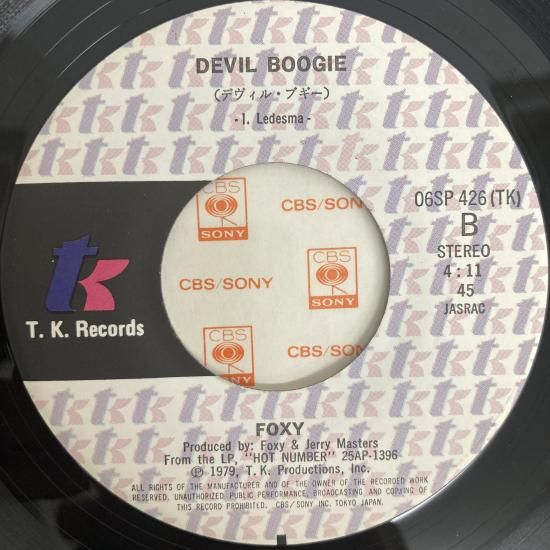 DEVIL BOOGIE
(デヴィル・ブギー)
- I. Ledesma -
06SP 426 (TK)
B
STEREO
4:11
45
JASRAC
tk
T. K. Records
CBS
SONY
CBS/SON
CBS/SONY
CBS
SONY
CBS
SONY
CBS/SON
FOXY
Produced by: Foxy & Jerry Masters
From the LP, "HOT NUMBER" 25AP-1396
℗ 1979, T. K. Productions, Inc.
ALL RIGHTS OF THE MANUFACTURER AND OF THE OWNER OF THE RECORDED WORK
RESERVED. UNAUTHORIZED PUBLIC PERFORMANCE, BROADCASTING AND COPYING OF
THIS RECORD PROHIBITED. CBS/SONY INC. TOKYO JAPAN.